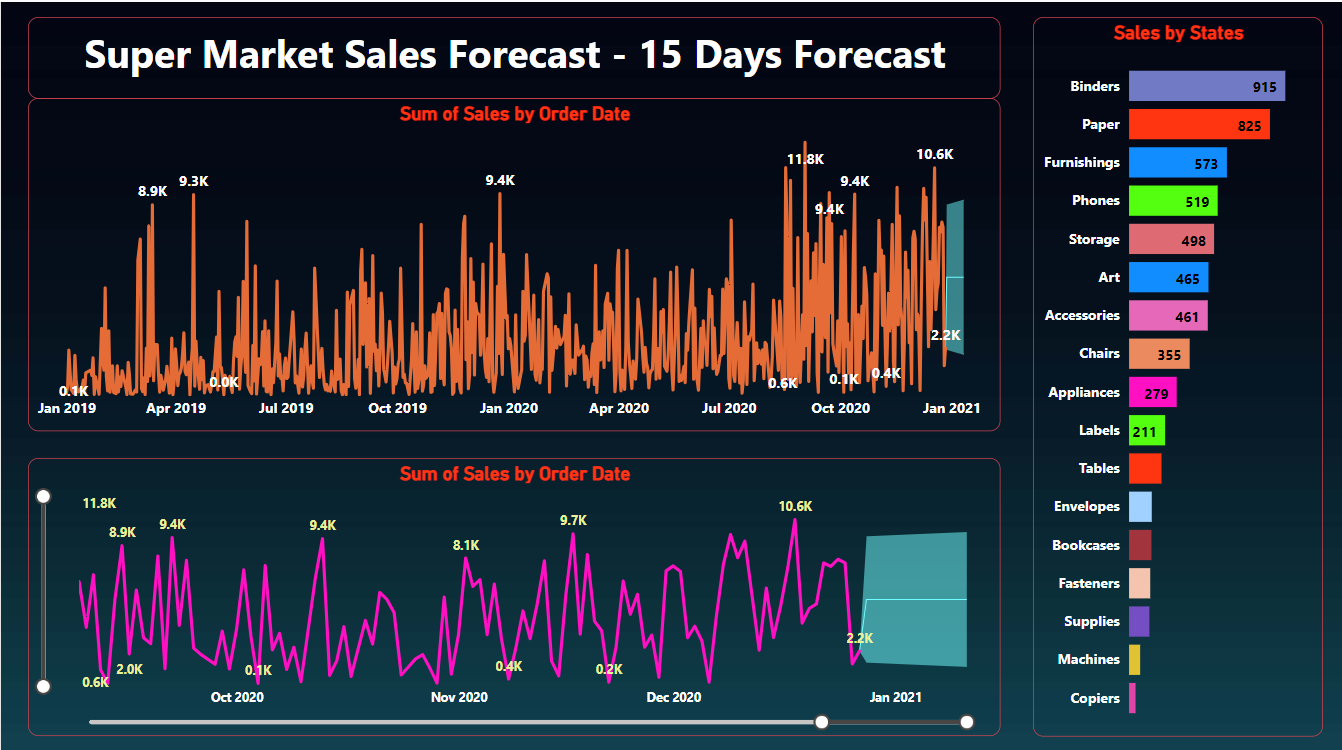 Super Market Sales Forecast - 15 Days Forecast
Sum of Sales by Order Date
11.8K
10.6K
8.9K
9.3K
9.4K
9.4K
9.4K
2.2K
0.1K
0.0K
0.6K
0.1K
0.4K
Jan 2019
Apr 2019
Jul 2019
Oct 2019
Jan 2020
Apr 2020
Jul 2020
Oct 2020
Jan 2021
Sum of Sales by Order Date
11.8K
8.9K
9.4K
9.4K
8.1K
9.7K
10.6K
0.6K
2.0K
0.1K
0.4K
0.2K
2.2K
Oct 2020
Nov 2020
Dec 2020
Jan 2021
Sales by States
Binders 915
Paper 825
Furnishings 573
Phones 519
Storage 498
Art 465
Accessories 461
Chairs 355
Appliances 279
Labels 211
Tables
Envelopes
Bookcases
Fasteners
Supplies
Machines
Copiers